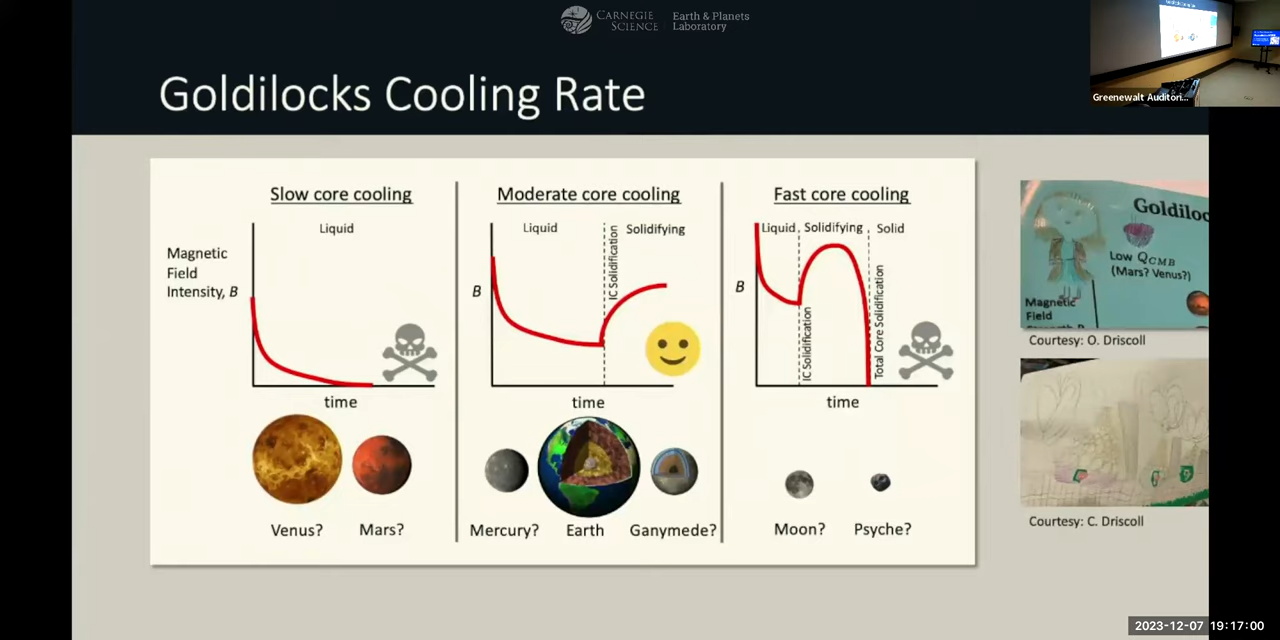 CARNEGIE SCIENCE
Earth & Planets Laboratory
Greenewalt Auditori...
Goldilocks Cooling Rate
Slow core cooling
Liquid
Magnetic
Field
Intensity, B
time
Venus?
Mars?
Moderate core cooling
Liquid
IC Solidification
Solidifying
B
time
Mercury?
Earth
Ganymede?
Fast core cooling
Liquid
Solidifying
Solid
B
IC Solidification
Total Core Solidification
time
Moon?
Psyche?
Goldiloc
Low QCMB
(Mars? Venus?)
Magnetic
Field
Courtesy: O. Driscoll
Courtesy: C. Driscoll
2023-12-07 19:17:00